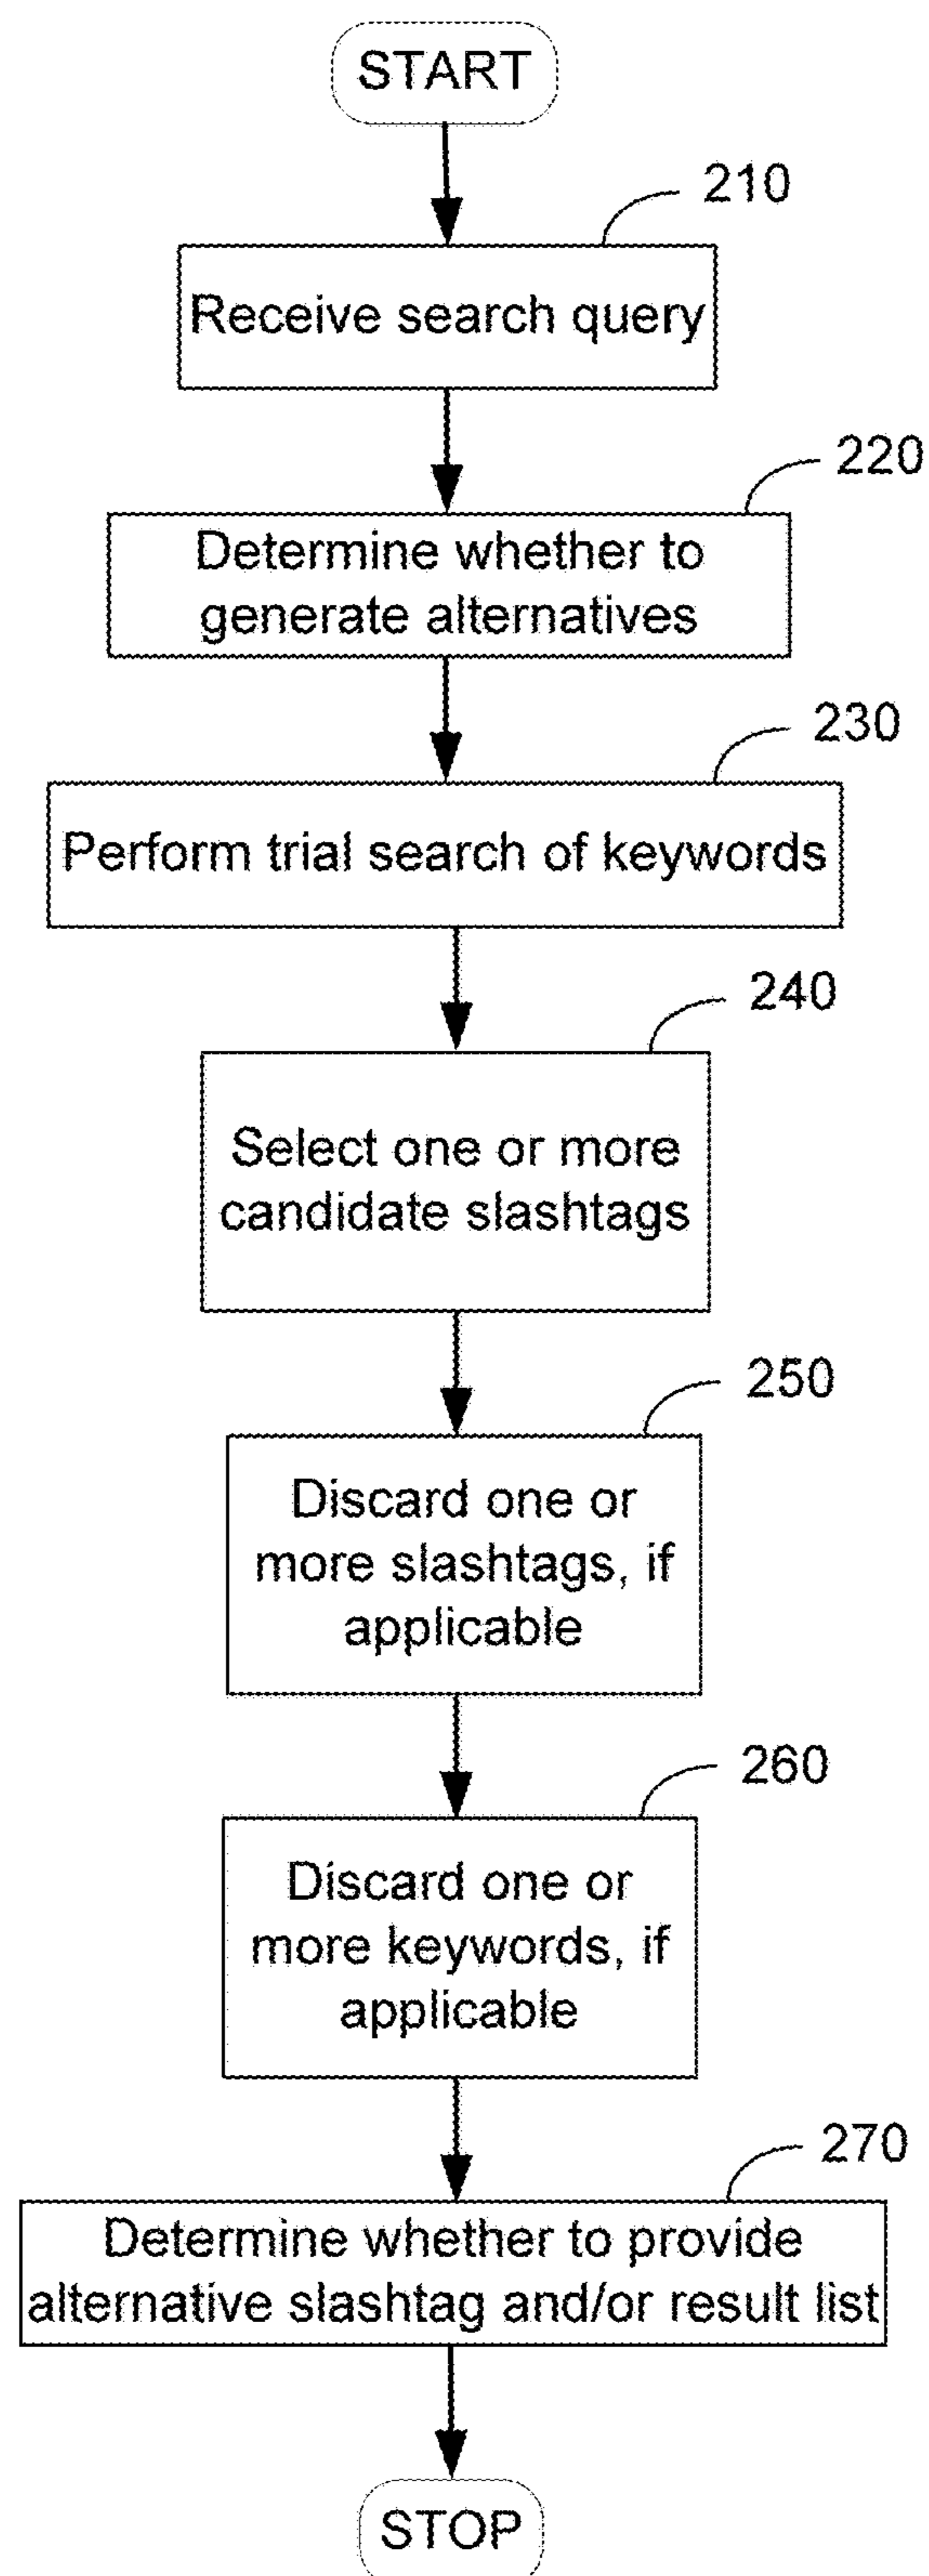 START
210
Receive search query
220
Determine whether to
generate alternatives
230
Perform trial search of keywords
240
Select one or more
candidate slashtags
250
Discard one or
more slashtags, if
applicable
260
Discard one or
more keywords, if
applicable
270
Determine whether to provide
alternative slashtag and/or result list
STOP